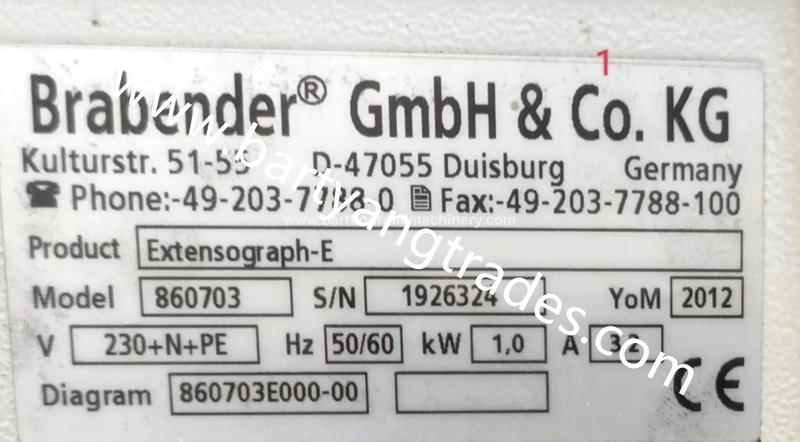 1
Brabender® GmbH & Co. KG
Kulturstr. 51-55 D-47055 Duisburg Germany
☎ Phone:-49-203-7788-0 Fax:-49-203-7788-100
Product Extensograph-E
Model 860703 S/N 1926324 YoM 2012
V 230+N+PE Hz 50/60 kW 1,0 A 3,2
Diagram 860703E000-00 CE
www.bartyangtrades.com